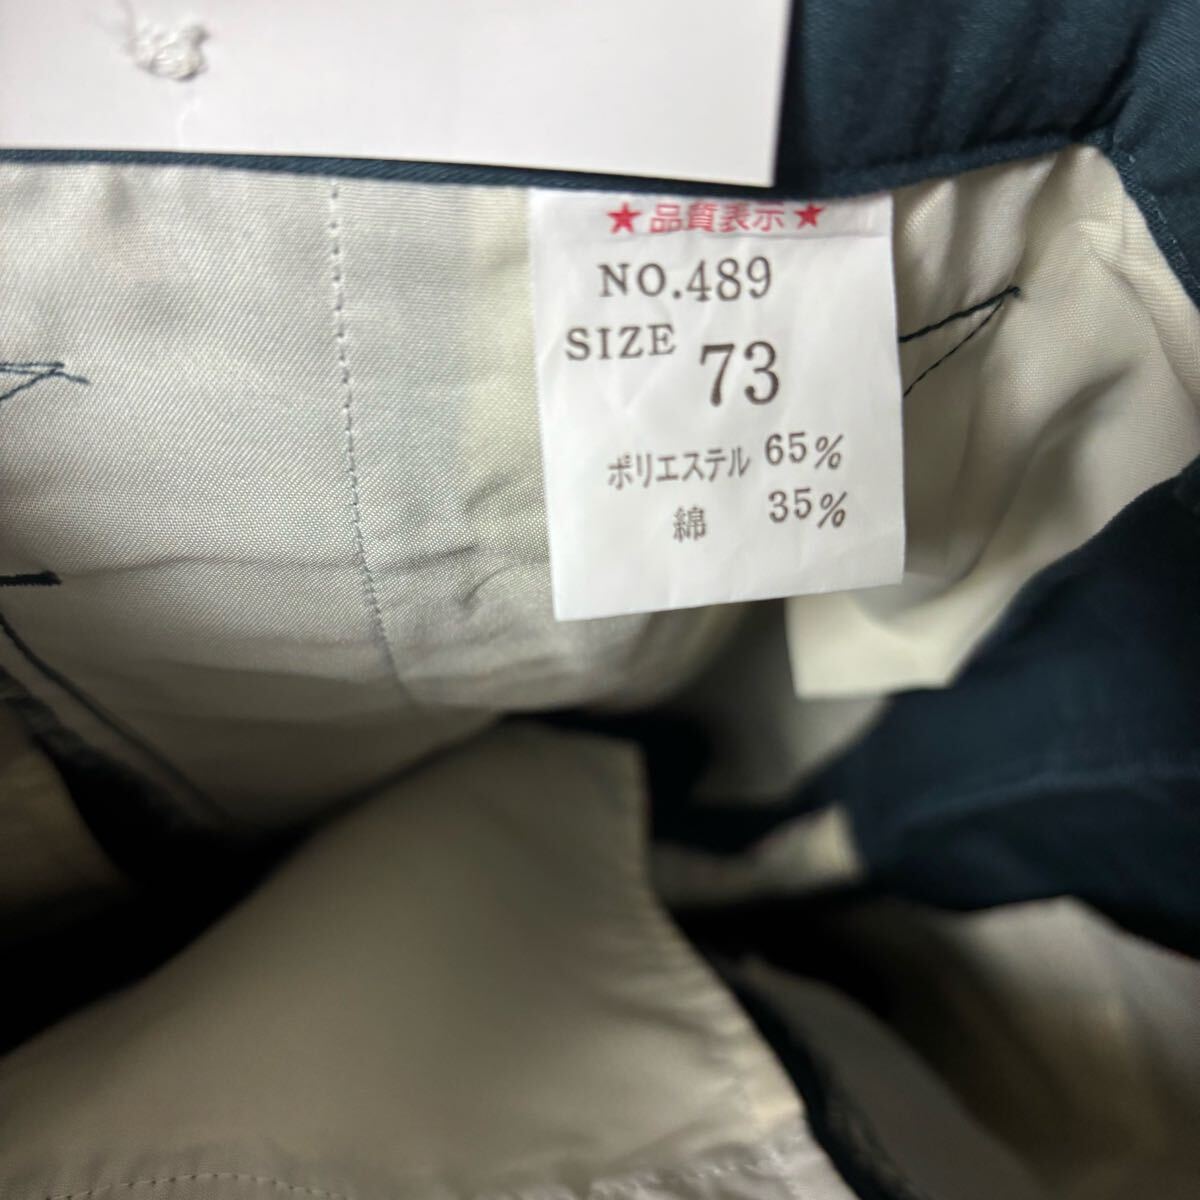 ★品質表示★
NO.489
SIZE 73
ポリエステル 65%
綿 35%